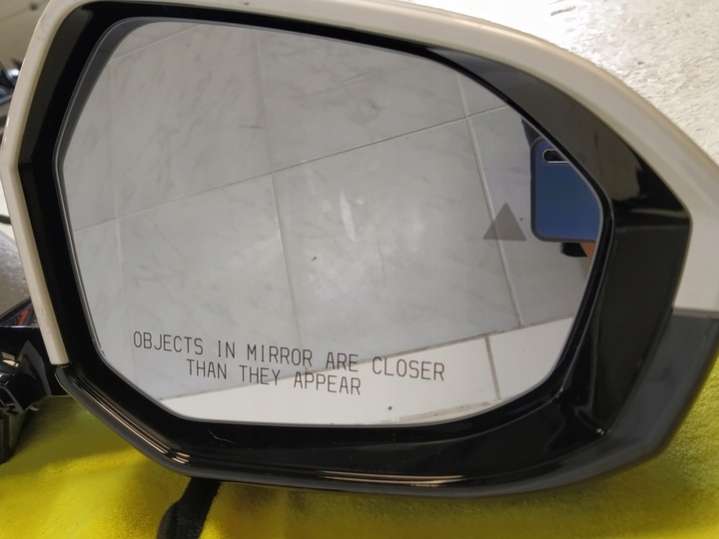 OBJECTS IN MIRROR ARE CLOSER
THAN THEY APPEAR